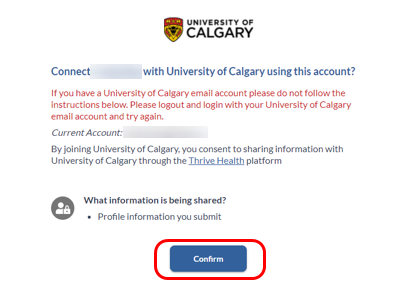 UNIVERSITY OF
CALGARY
Connect with University of Calgary using this account?
If you have a University of Calgary email account please do not follow the
instructions below. Please logout and login with your University of Calgary
email account and try again.
Current Account:
By joining University of Calgary, you consent to sharing information with
University of Calgary through the Thrive Health platform
What information is being shared?
• Profile information you submit
Confirm